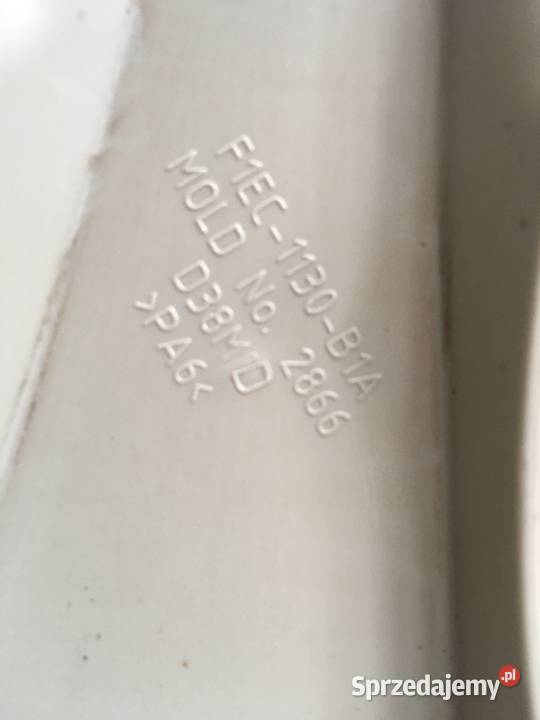 F1EC-1130-B1A
MOLD No. 2866
D38MD
>PA6<
Sprzedajemy.pl